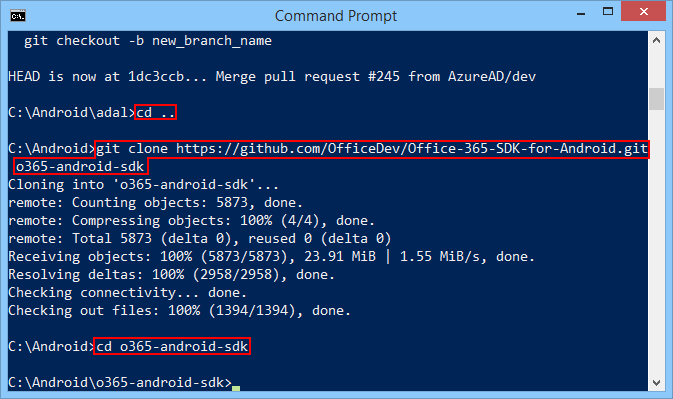 Command Prompt
git checkout -b new_branch_name
HEAD is now at 1dc3ccb... Merge pull request #245 from AzureAD/dev
C:\Android\adal>cd ..
C:\Android>git clone https://github.com/OfficeDev/Office-365-SDK-for-Android.git
o365-android-sdk
Cloning into 'o365-android-sdk'...
remote: Counting objects: 5873, done.
remote: Compressing objects: 100% (4/4), done.
remote: Total 5873 (delta 0), reused 0 (delta 0)
Receiving objects: 100% (5873/5873), 23.91 MiB | 1.55 MiB/s, done.
Resolving deltas: 100% (2958/2958), done.
Checking connectivity... done.
Checking out files: 100% (1394/1394), done.
C:\Android>cd o365-android-sdk
C:\Android\o365-android-sdk>